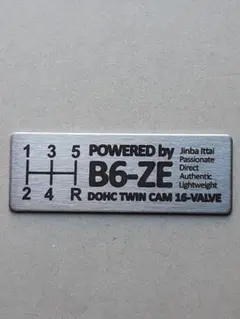 1 3 5
2 4 R
POWERED by
B6-ZE
DOHC TWIN CAM 16-VALVE
Jinba Ittai
Passionate
Direct
Authentic
Lightweight